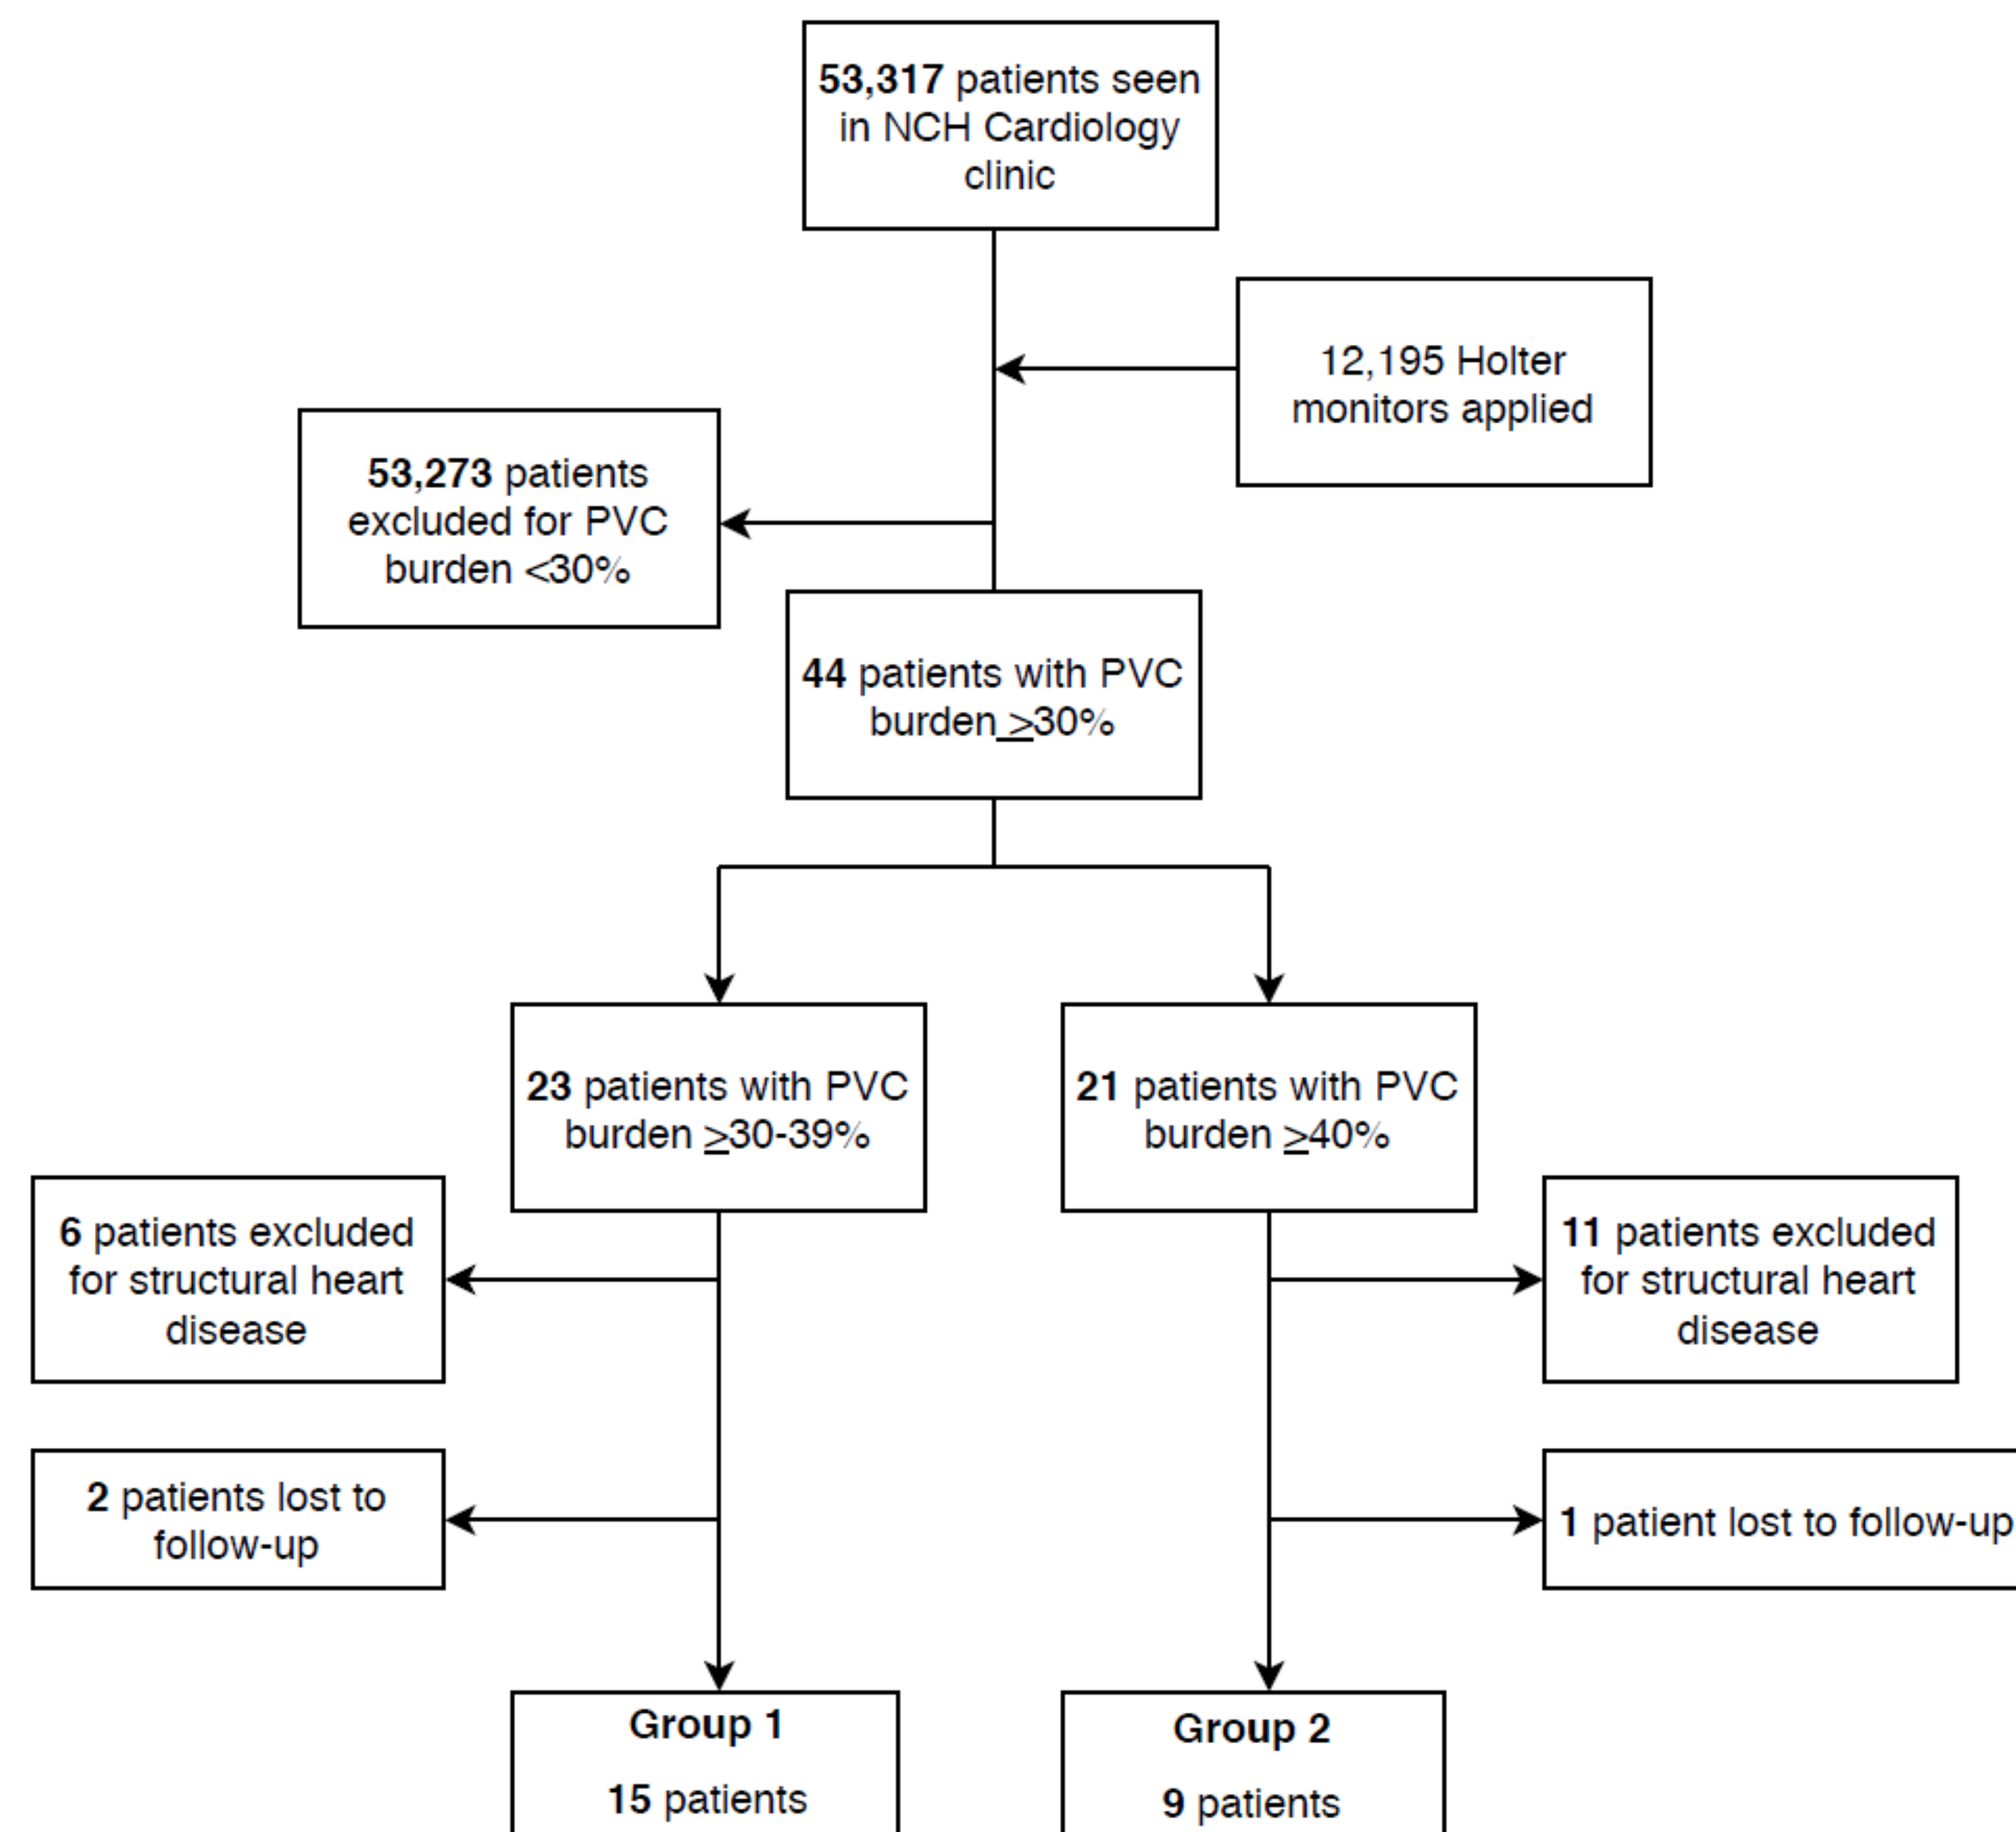 53,317 patients seen
in NCH Cardiology
clinic
12,195 Holter
monitors applied
53,273 patients
excluded for PVC
burden <30%
44 patients with PVC
burden ≥30%
23 patients with PVC
burden ≥30-39%
21 patients with PVC
burden ≥40%
6 patients excluded
for structural heart
disease
11 patients excluded
for structural heart
disease
2 patients lost to
follow-up
1 patient lost to follow-up
Group 1
15 patients
Group 2
9 patients